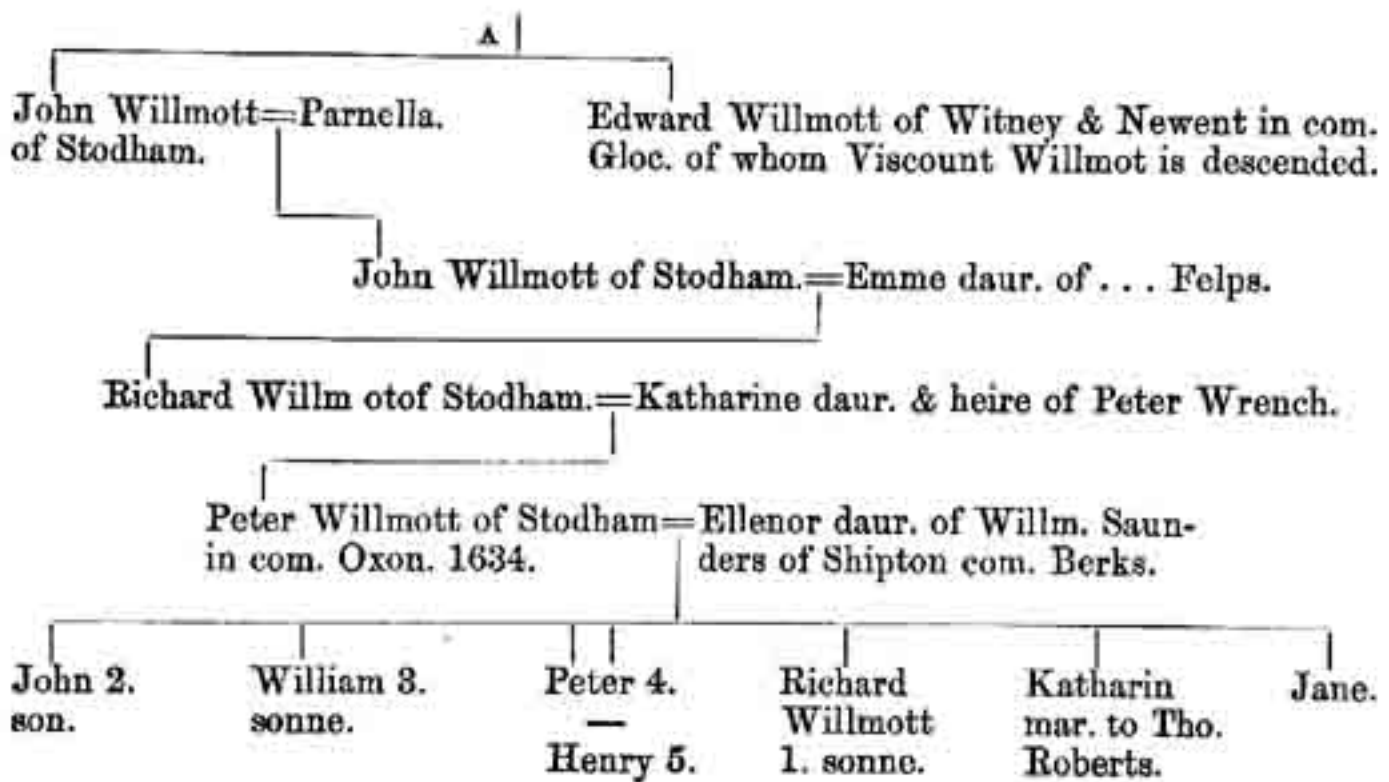 A
John Willmott=Parnella.
of Stodham.
Edward Willmott of Witney & Newent in com.
Gloc. of whom Viscount Willmot is descended.
John Willmott of Stodham.=Emme daur. of . . . Felps.
Richard Willm otof Stodham.=Katharine daur. & heire of Peter Wrench.
Peter Willmott of Stodham=Ellenor daur. of Willm. Saun-
in com. Oxon. 1634.
ders of Shipton com. Berks.
John 2.
son.
William 3.
sonne.
Peter 4.
—
Henry 5.
Richard
Willmott
1. sonne.
Katharin
mar. to Tho.
Roberts.
Jane.